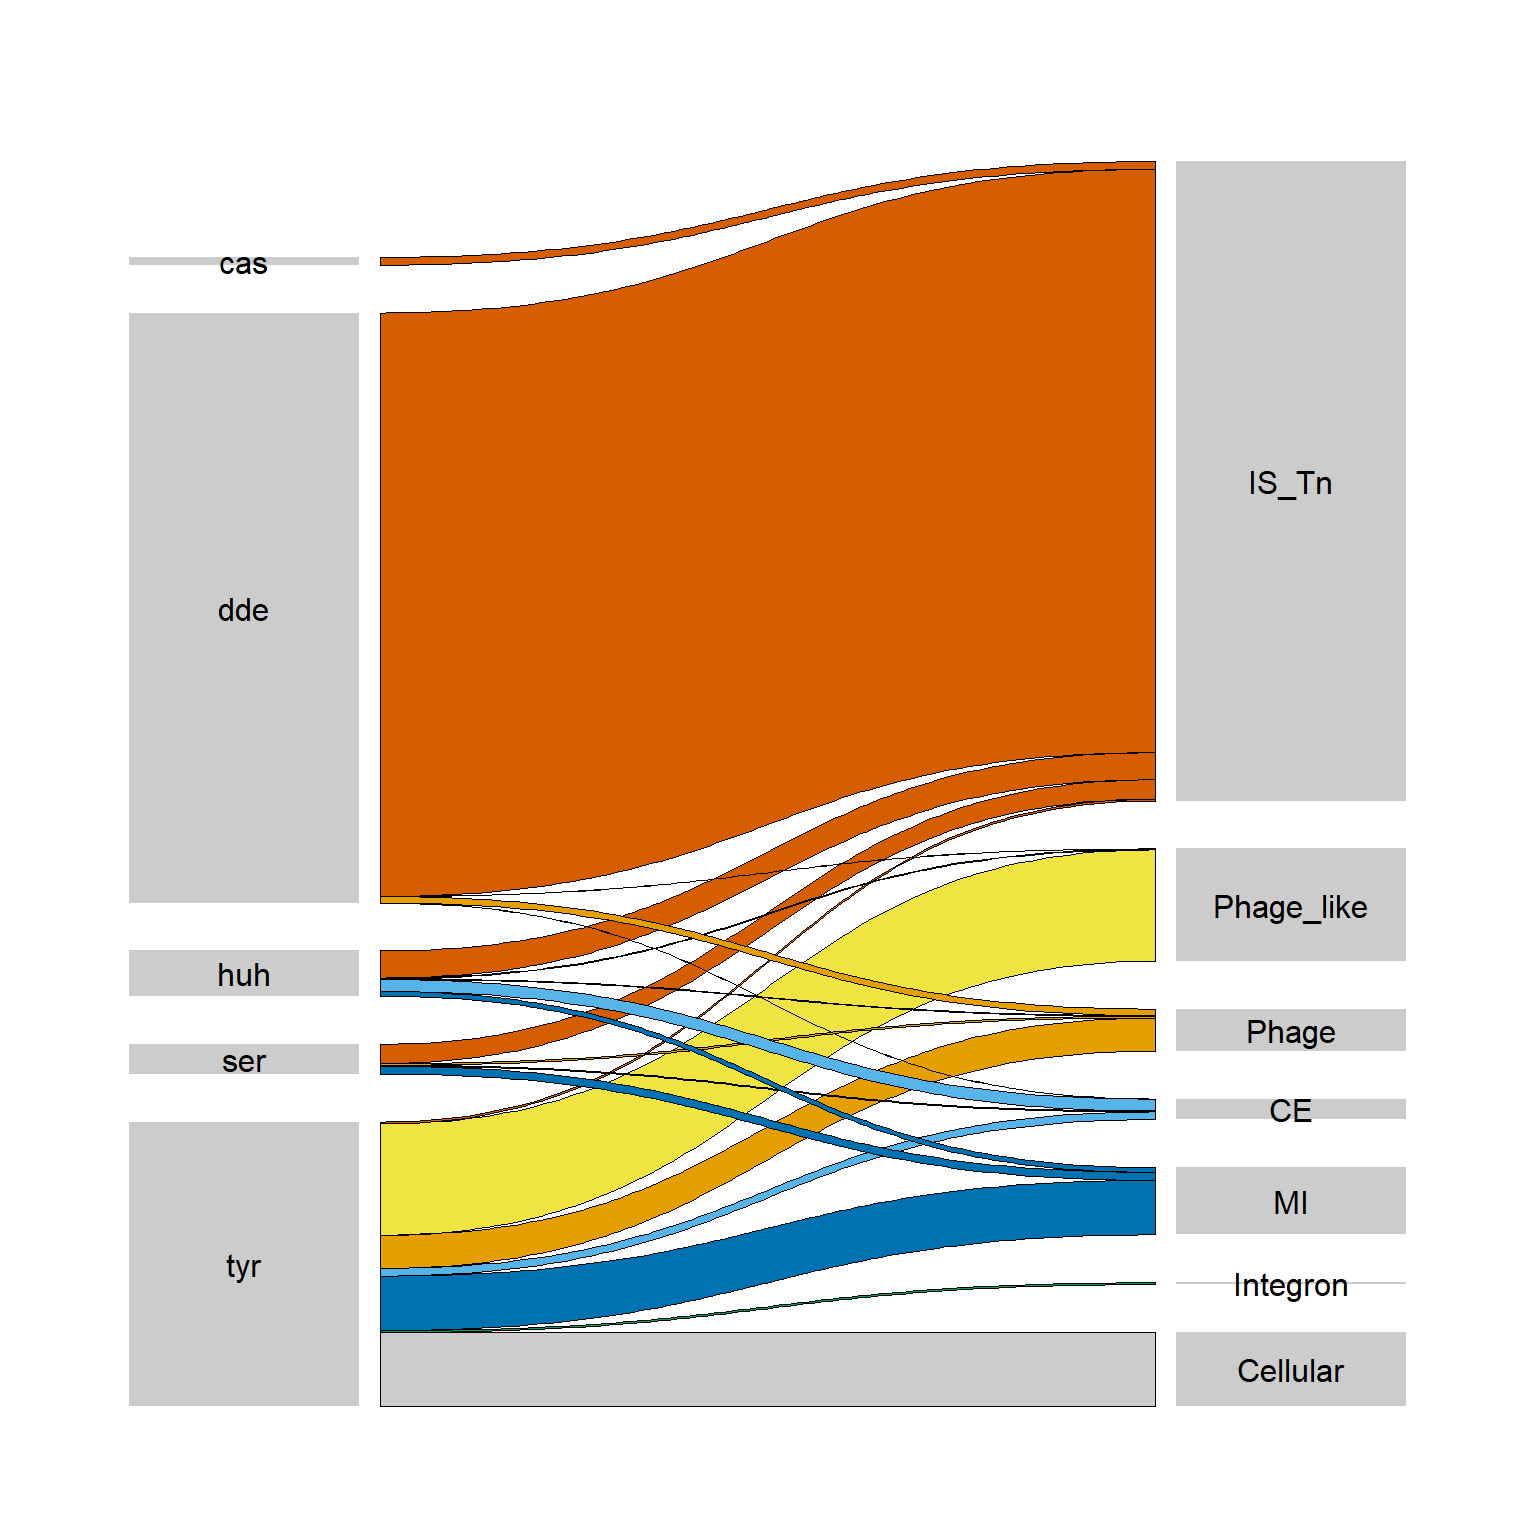 cas
dde
huh
ser
tyr
IS_Tn
Phage_like
Phage
CE
MI
Integron
Cellular